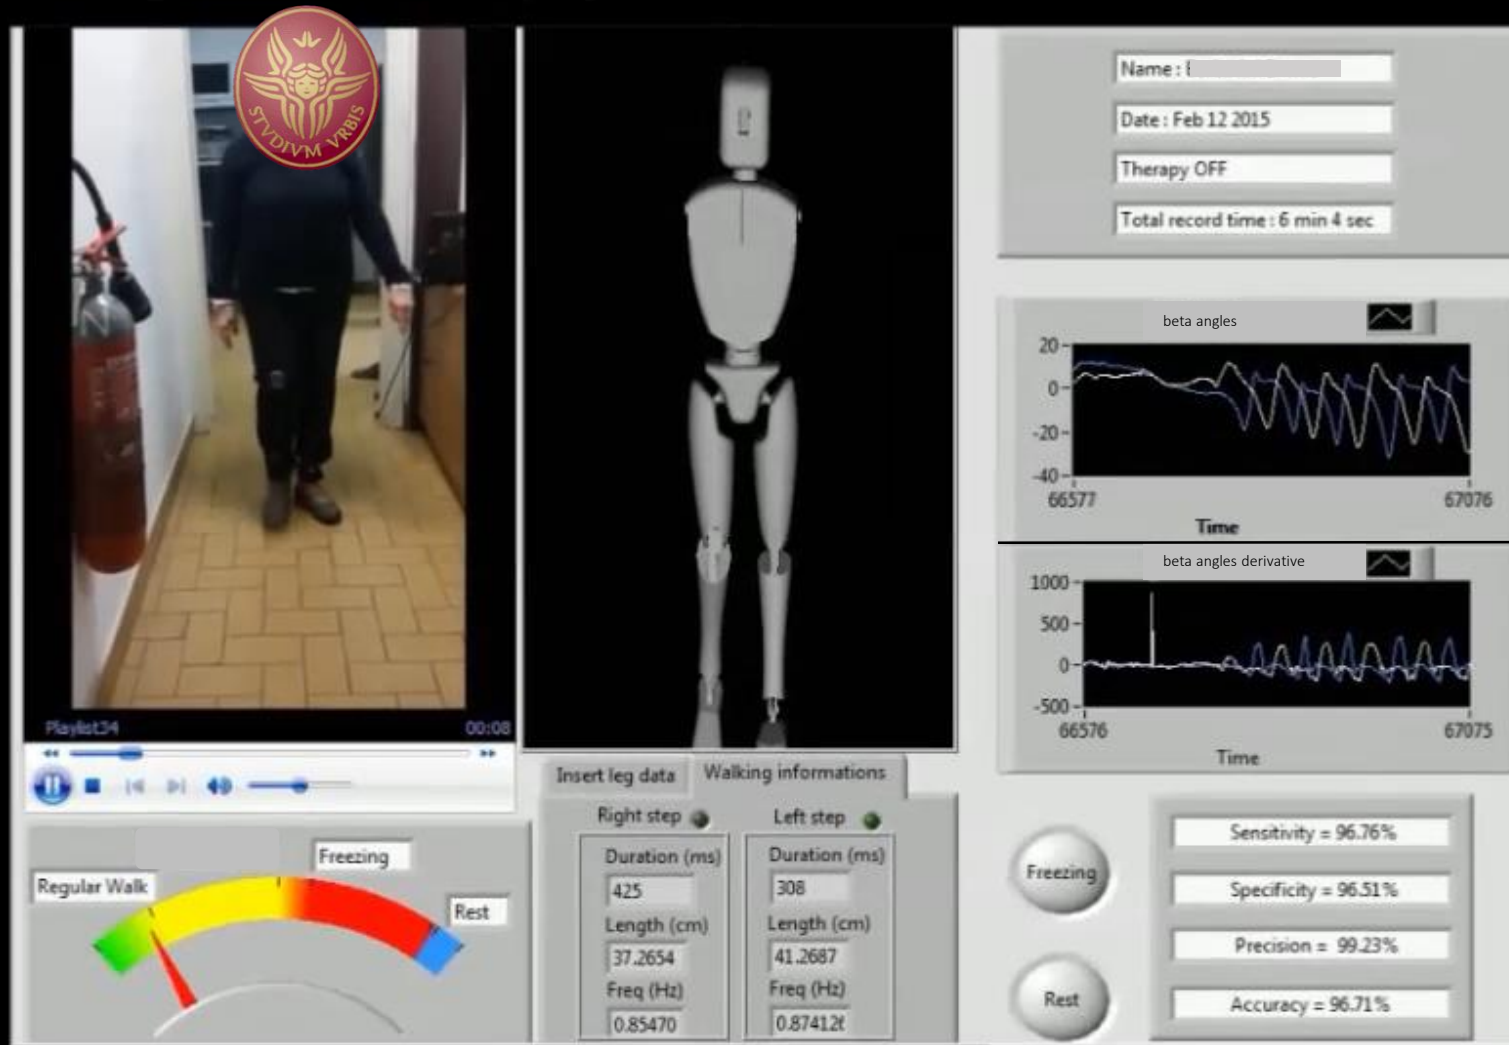 STVDIVM VRBIS
Playlist34
00:08
Regular Walk
Freezing
Rest
Insert leg data
Walking informations
Right step
Left step
Duration (ms)
425
Length (cm)
37.2654
Freq (Hz)
0.85470
Duration (ms)
308
Length (cm)
41.2687
Freq (Hz)
Name :
Date : Feb 12 2015
Therapy OFF
Total record time : 6 min 4 sec
beta angles
20
0
-20
-40
66577
67076
Time
beta angles derivative
1000
500
0
-500
66576
67075
Time
Freezing
Rest
Sensitivity = 96.76%
Specificity = 96.51%
Precision = 99.23%
Accuracy = 96.71%